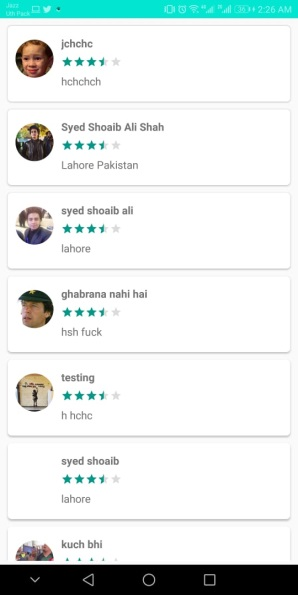 Jazz
Ufn Pack
2:26 AM
jchchc
hchchch
Syed Shoaib Ali Shah
Lahore Pakistan
syed shoaib ali
lahore
ghabrana nahi hai
hsh fuck
testing
h hchc
syed shoaib
lahore
kuch bhi